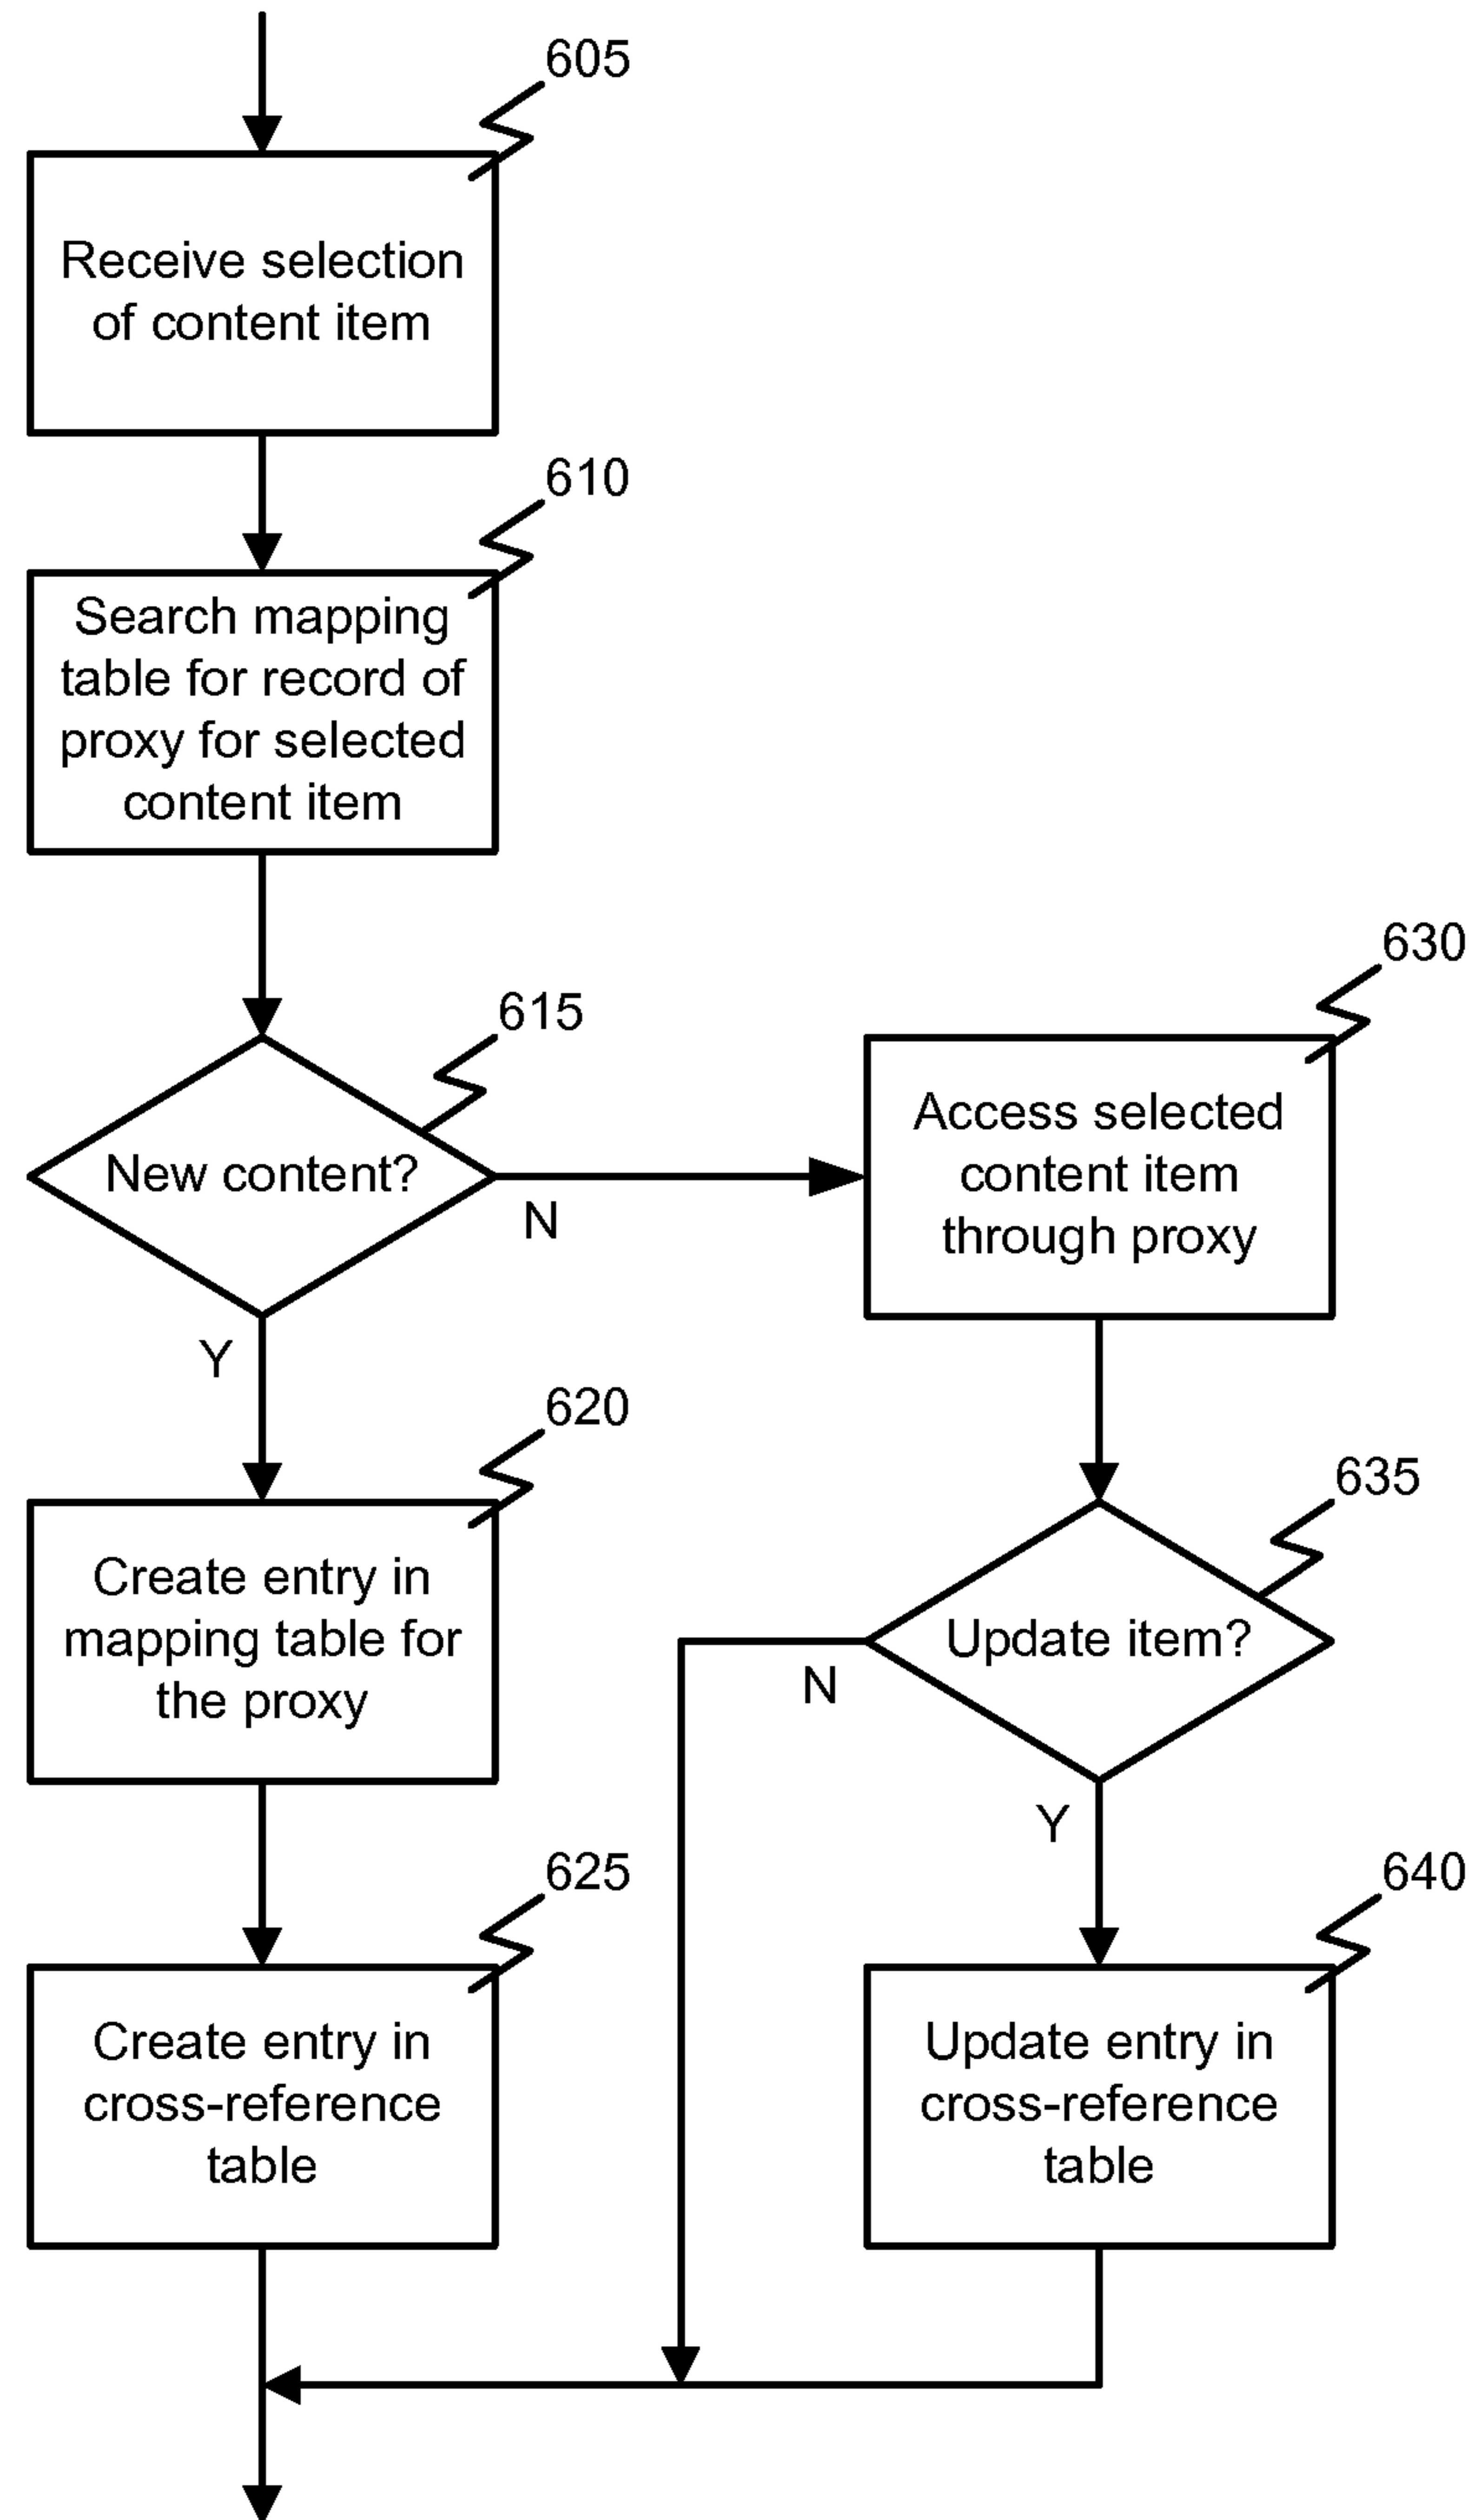 605
Receive selection
of content item
610
Search mapping
table for record of
proxy for selected
content item
615
New content?
N
Y
630
Access selected
content item
through proxy
620
Create entry in
mapping table for
the proxy
635
Update item?
N
Y
625
Create entry in
cross-reference
table
640
Update entry in
cross-reference
table